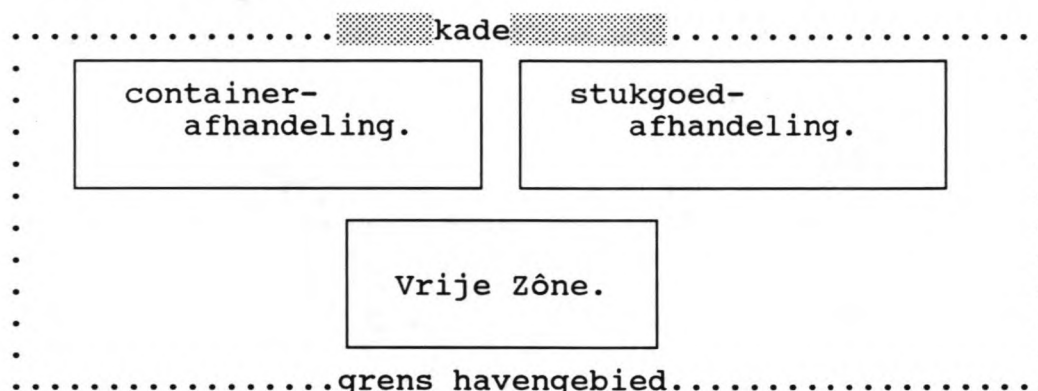 kade
container-
afhandeling.
stukgoed-
afhandeling.
Vrije Zône.
grens havengebied